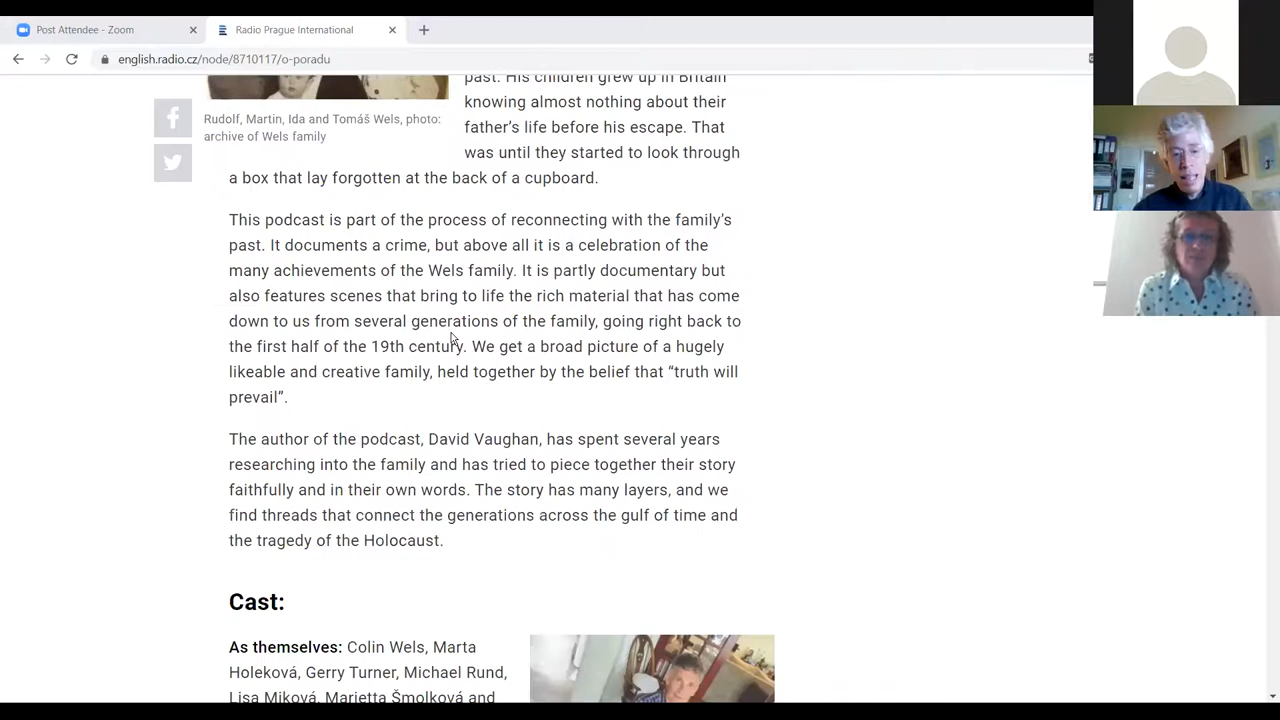 Post Attendee - Zoom
Radio Prague International
english.radio.cz/node/8710117/o-poradu
past. His children grew up in Britain
knowing almost nothing about their
father's life before his escape. That
was until they started to look through
a box that lay forgotten at the back of a cupboard.
Rudolf, Martin, Ida and Tomáš Wels, photo:
archive of Wels family
This podcast is part of the process of reconnecting with the family's
past. It documents a crime, but above all it is a celebration of the
many achievements of the Wels family. It is partly documentary but
also features scenes that bring to life the rich material that has come
down to us from several generations of the family, going right back to
the first half of the 19th century. We get a broad picture of a hugely
likeable and creative family, held together by the belief that “truth will
prevail”.
The author of the podcast, David Vaughan, has spent several years
researching into the family and has tried to piece together their story
faithfully and in their own words. The story has many layers, and we
find threads that connect the generations across the gulf of time and
the tragedy of the Holocaust.
Cast:
As themselves: Colin Wels, Marta
Holeková, Gerry Turner, Michael Rund,
Lisa Miková, Marietta Šmolková and